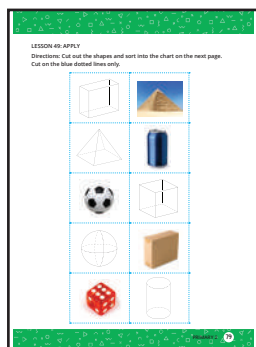 LESSON 49: APPLY
Directions: Cut out the shapes and sort into the chart on the next page.
Cut on the blue dotted lines only.
79